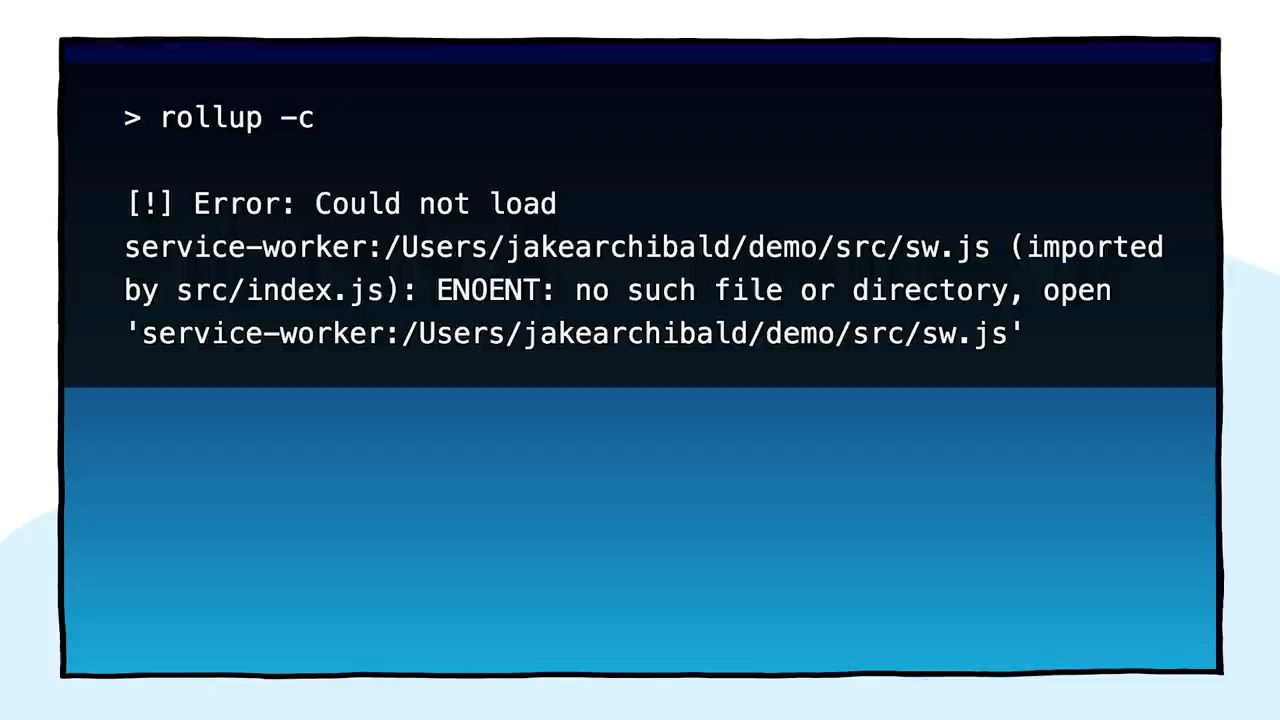 > rollup -c
[!] Error: Could not load
service-worker:/Users/jakearchibald/demo/src/sw.js (imported
by src/index.js): ENOENT: no such file or directory, open
'service-worker:/Users/jakearchibald/demo/src/sw.js'